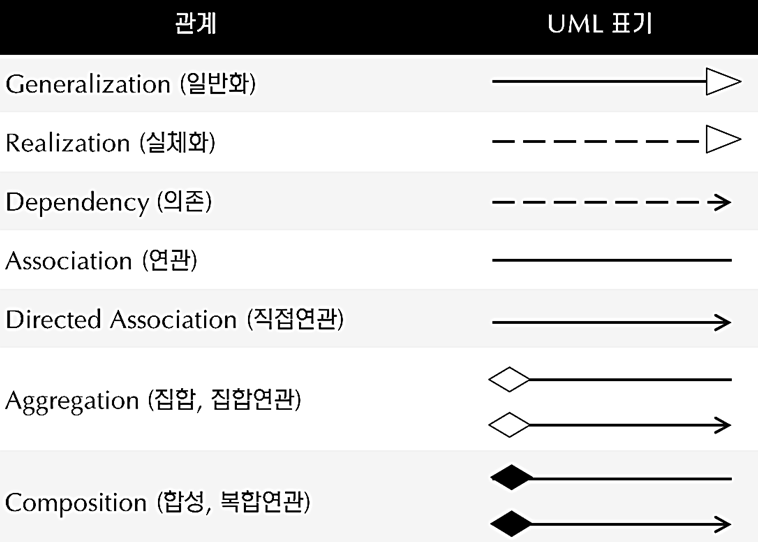 관계
UML 표기
Generalization (일반화)
Realization (실체화)
Dependency (의존)
Association (연관)
Directed Association (직접연관)
Aggregation (집합, 집합연관)
Composition (합성, 복합연관)